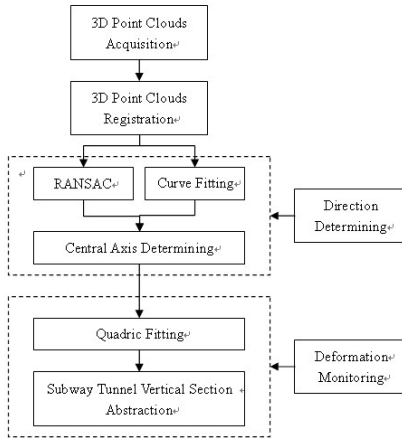 3D Point Clouds
Acquisition↵
3D Point Clouds
Registration↵
↵
RANSAC↵
Curve Fitting↵
Direction
Determining↵
Central Axis Determining↵
Quadric Fitting↵
Deformation
Monitoring↵
Subway Tunnel Vertical Section ↵
Abstraction↵